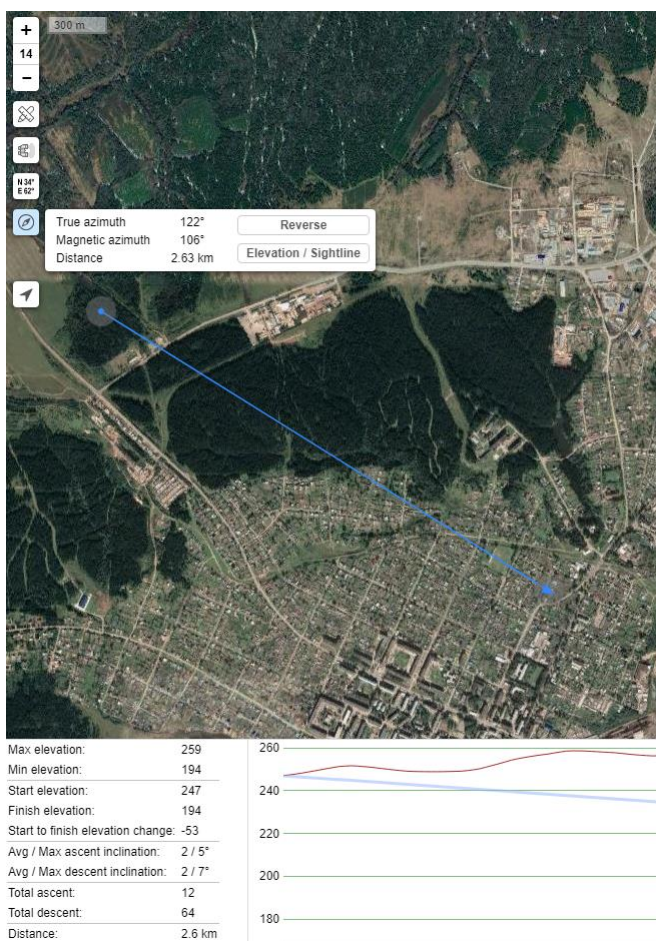 +
300 m
14
−
N 34°
E 62°
True azimuth 122°
Reverse
Magnetic azimuth 106°
Elevation / Sightline
Distance 2.63 km
Max elevation: 259
Min elevation: 194
Start elevation: 247
Finish elevation: 194
Start to finish elevation change: -53
Avg / Max ascent inclination: 2 / 5°
Avg / Max descent inclination: 2 / 7°
Total ascent: 12
Total descent: 64
Distance: 2.6 km
260
240
220
200
180